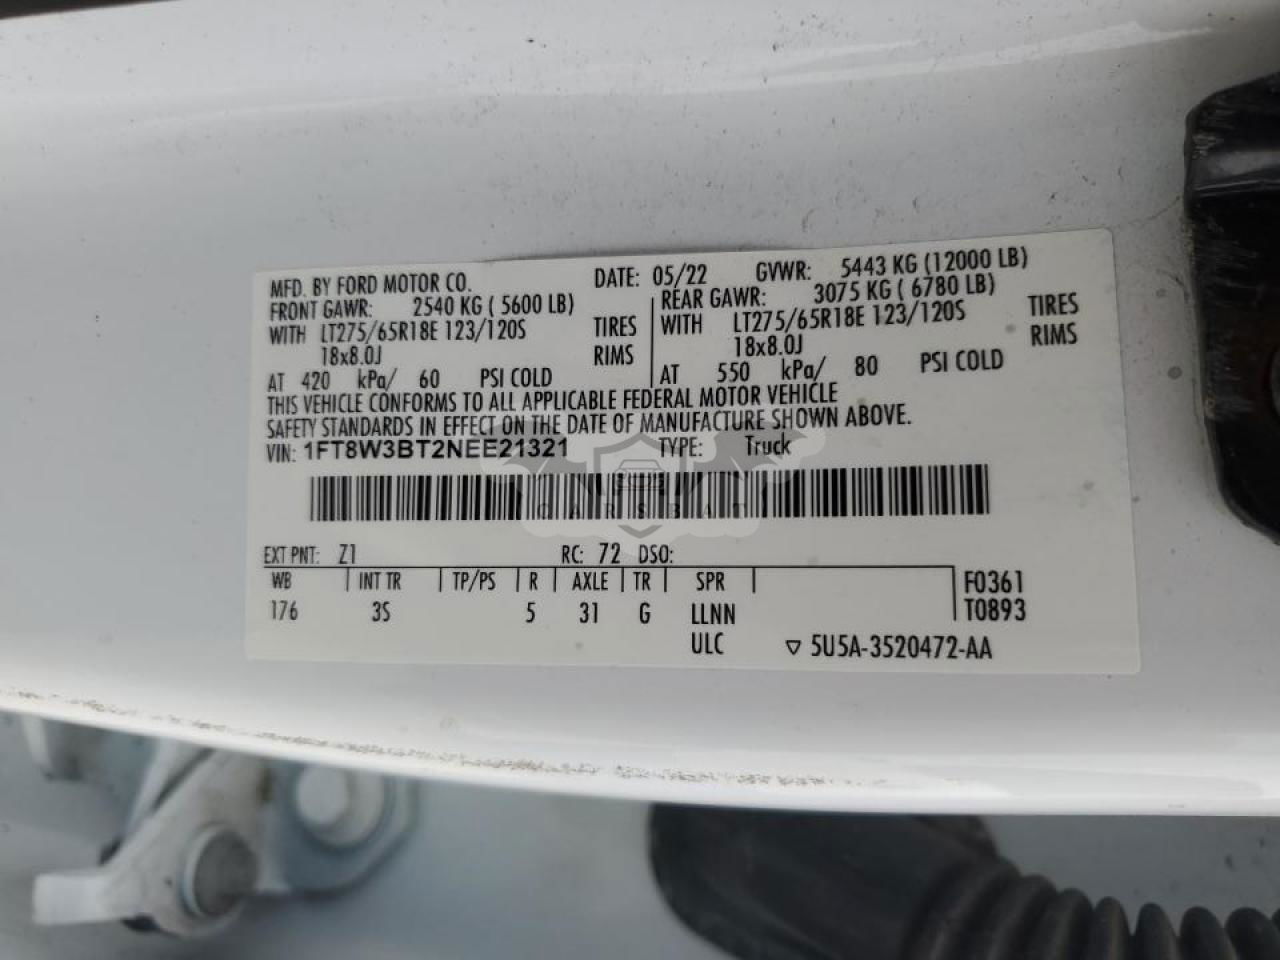 MFD. BY FORD MOTOR CO. DATE: 05/22 GVWR: 5443 KG (12000 LB)
FRONT GAWR: 2540 KG ( 5600 LB) REAR GAWR: 3075 KG ( 6780 LB)
WITH LT275/65R18E 123/120S TIRES WITH LT275/65R18E 123/120S TIRES
18x8.0J RIMS 18x8.0J RIMS
AT 420 kPa/ 60 PSI COLD AT 550 kPa/ 80 PSI COLD
THIS VEHICLE CONFORMS TO ALL APPLICABLE FEDERAL MOTOR VEHICLE
SAFETY STANDARDS IN EFFECT ON THE DATE OF MANUFACTURE SHOWN ABOVE.
VIN: 1FT8W3BT2NEE21321 TYPE: Truck
CARSBAT
EXT PNT: Z1 RC: 72 DSO:
WB INT TR TP/PS R AXLE TR SPR F0361
176 3S 5 31 G LLNN T0893
ULC ▽ 5U5A-3520472-AA